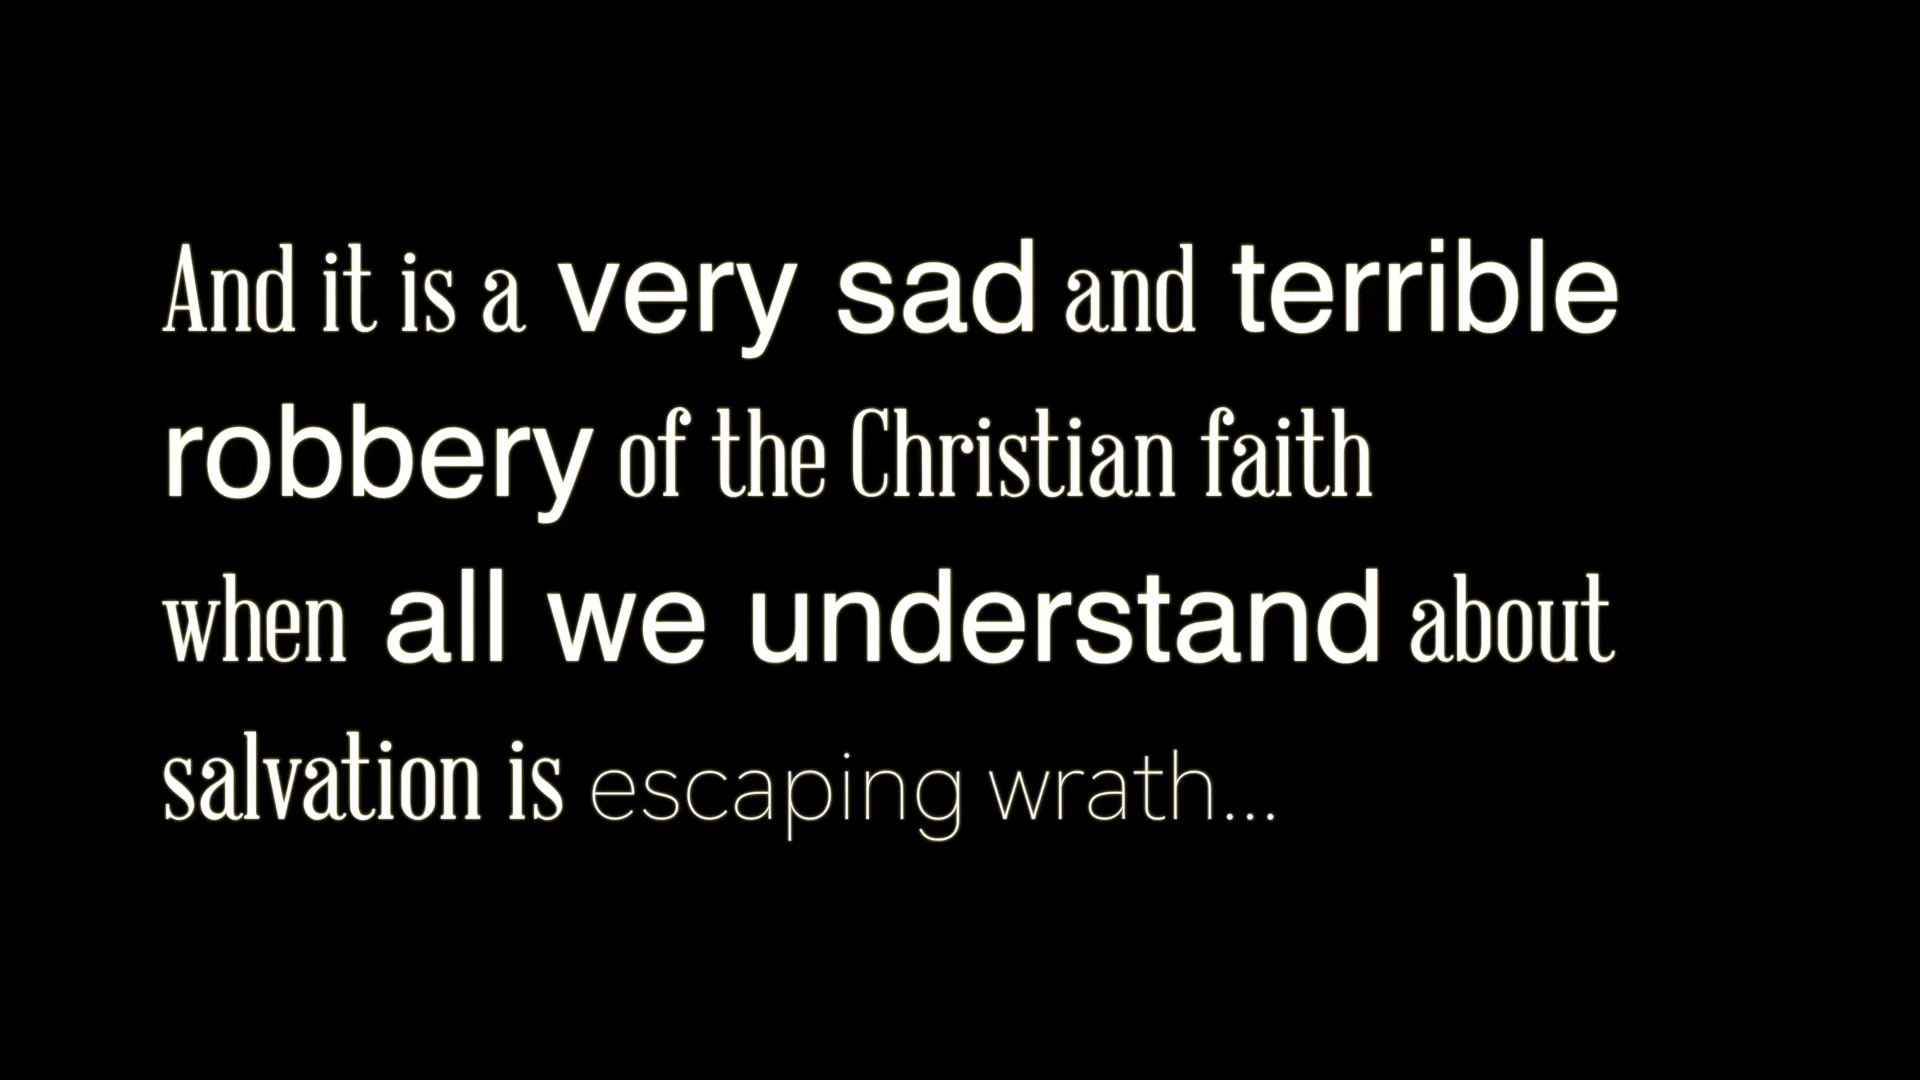 And it is a very sad and terrible
robbery of the Christian faith
when all we understand about
salvation is escaping wrath...